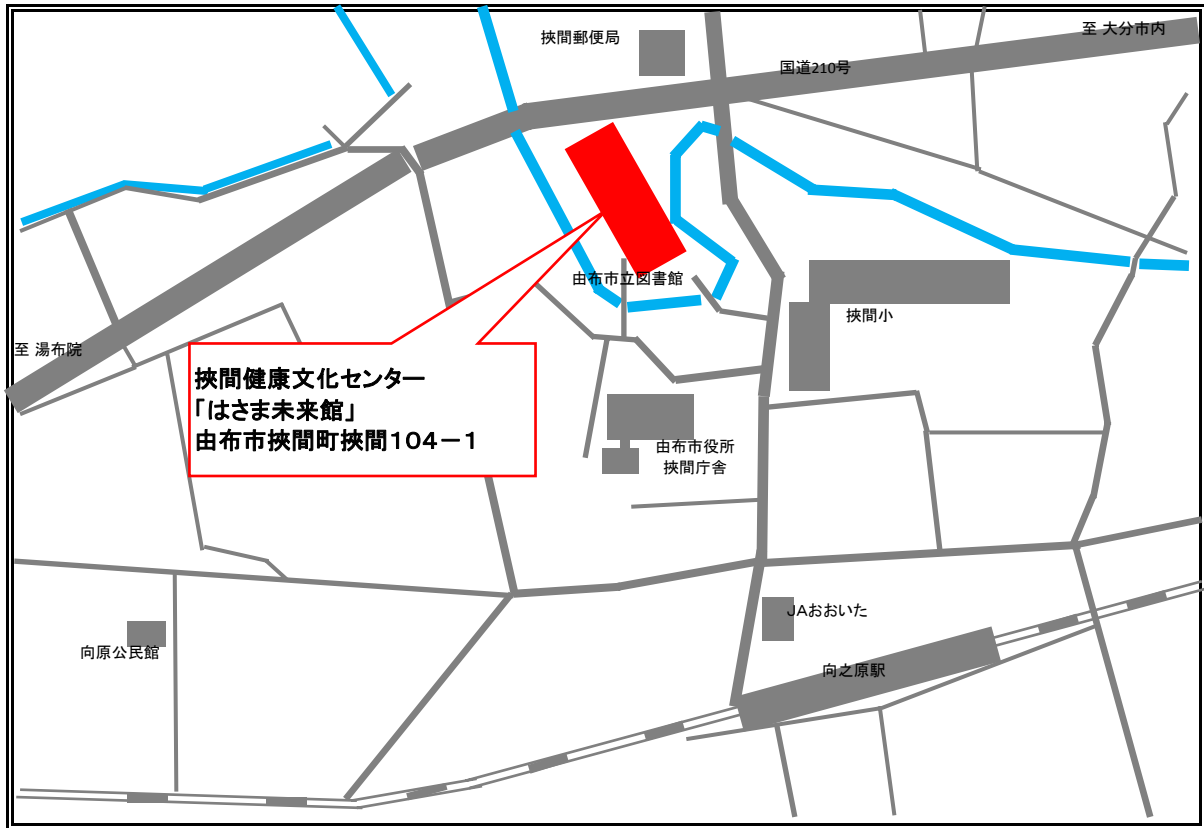 至 大分市内
挾間郵便局
国道210号
由布市立図書館
挾間小
至 湯布院
挾間健康文化センター
「はさま未来館」
由布市挾間町挾間104－1
由布市役所
挾間庁舎
JAおおいた
向原公民館
向之原駅